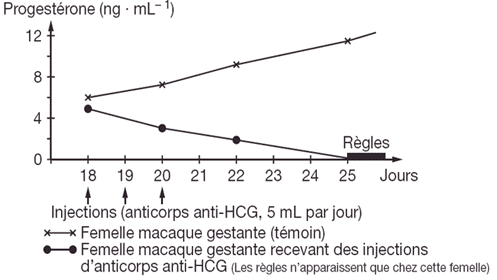 Progestérone (ng · mL–1)
12
8
4
0
Règles
18 19 20 21 22 23 24 25 Jours
Injections (anticorps anti-HCG, 5 mL par jour)
Femelle macaque gestante (témoin)
Femelle macaque gestante recevant des injections
d'anticorps anti-HCG (Les règles n'apparaissent que chez cette femelle)